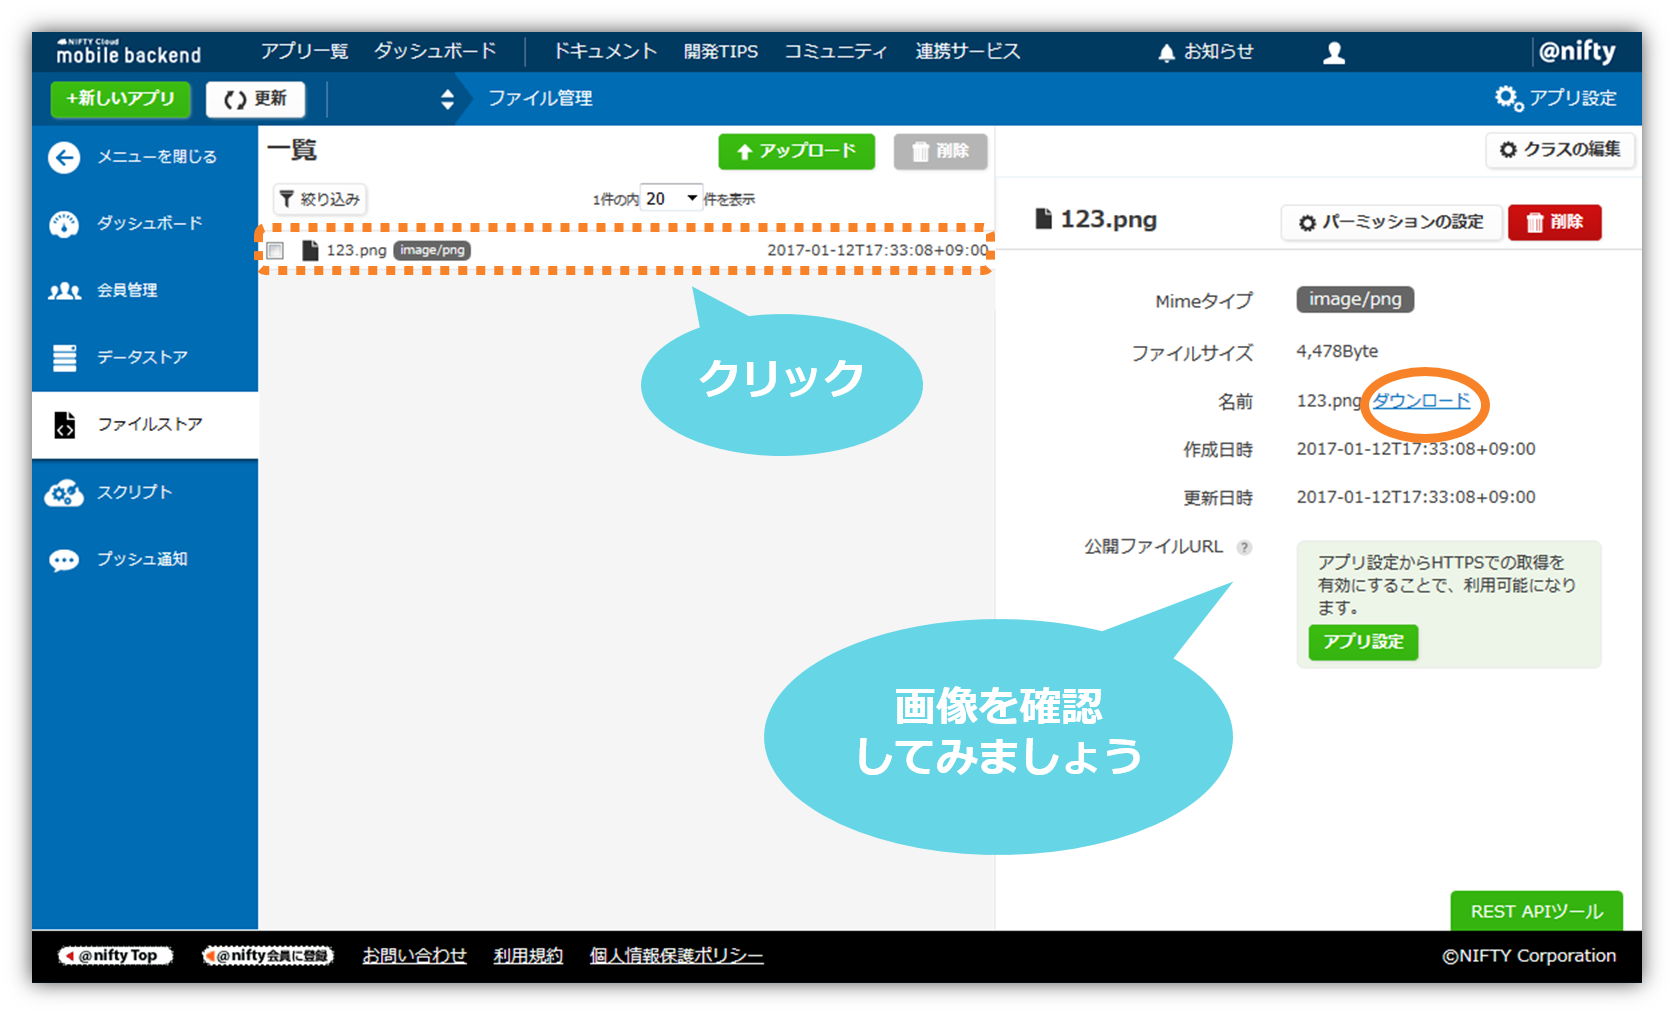 NIFTY Cloud
mobile backend
アプリ一覧
ダッシュボード
ドキュメント
開発TIPS
コミュニティ
連携サービス
お知らせ
@nifty
+新しいアプリ
更新
ファイル管理
アプリ設定
メニューを閉じる
ダッシュボード
会員管理
データストア
ファイルストア
スクリプト
プッシュ通知
一覧
アップロード
削除
絞り込み
1件の内 20 件を表示
123.png image/png 2017-01-12T17:33:08+09:00
クリック
クラスの編集
123.png
パーミッションの設定
削除
Mimeタイプ image/png
ファイルサイズ 4,478Byte
名前 123.png ダウンロード
作成日時 2017-01-12T17:33:08+09:00
更新日時 2017-01-12T17:33:08+09:00
公開ファイルURL ?
アプリ設定からHTTPSでの取得を
有効にすることで、利用可能になり
ます。
アプリ設定
画像を確認
してみましょう
REST APIツール
@nifty Top
@nifty会員に登録
お問い合わせ
利用規約
個人情報保護ポリシー
©NIFTY Corporation